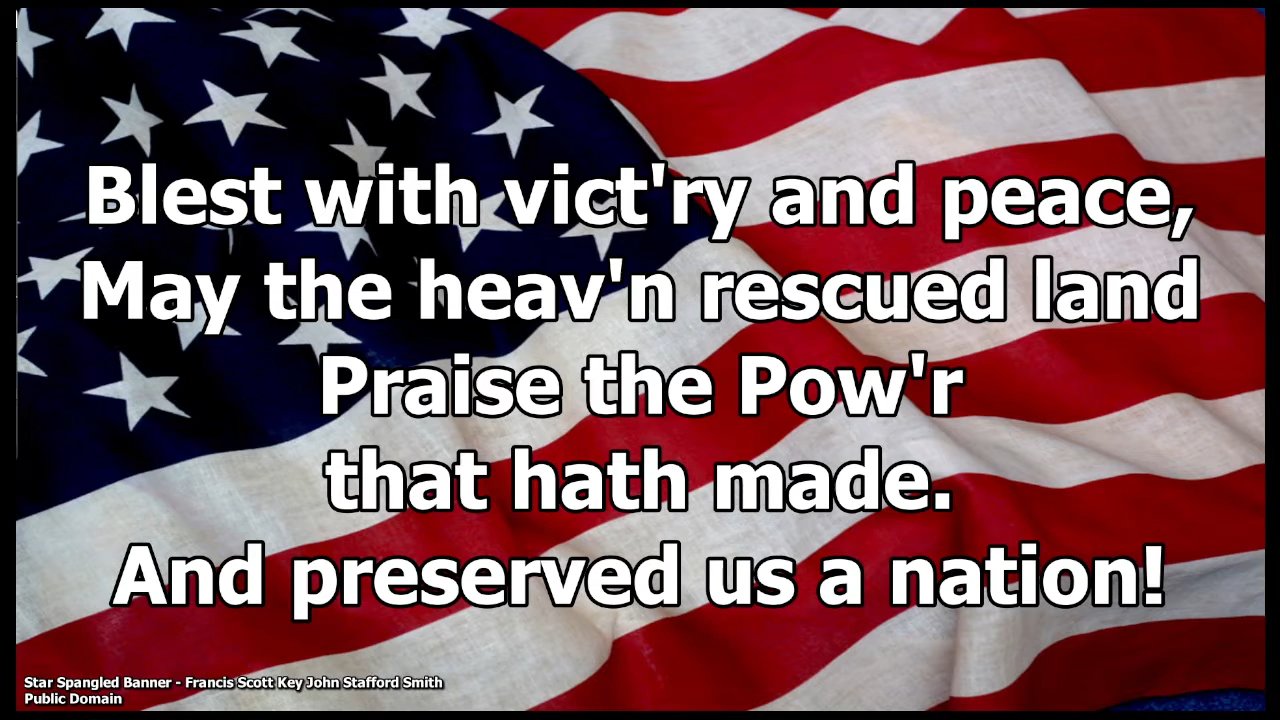 Blest with vict'ry and peace,
May the heav'n rescued land
Praise the Pow'r
that hath made.
And preserved us a nation!
Star Spangled Banner - Francis Scott Key John Stafford Smith
Public Domain